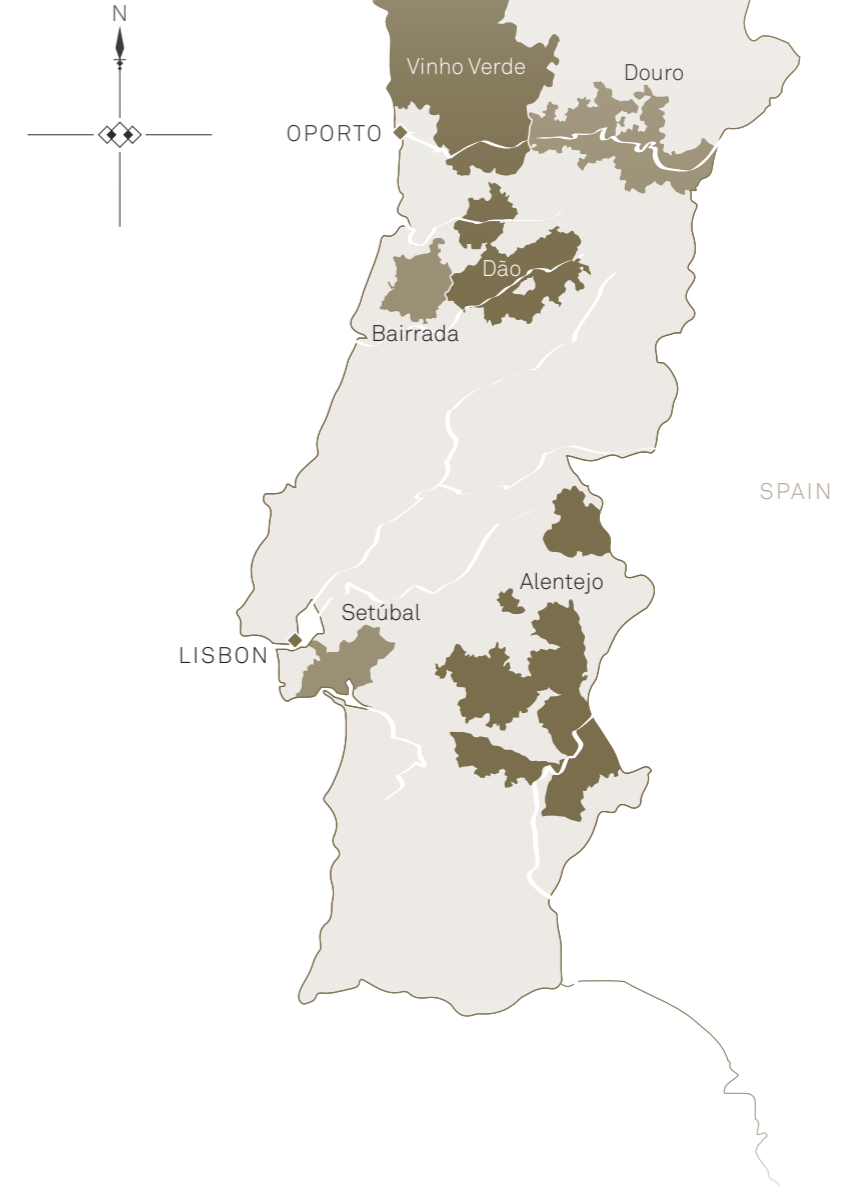 N
Vinho Verde
Douro
OPORTO
Dão
Bairrada
SPAIN
Alentejo
Setúbal
LISBON